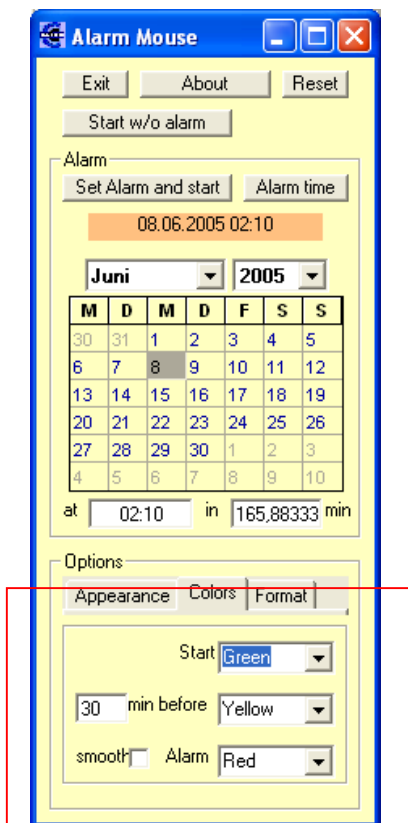 Alarm Mouse
Exit About Reset
Start w/o alarm
Alarm
Set Alarm and start Alarm time
08.06.2005 02:10
Juni 2005
M D M D F S S
30 31 1 2 3 4 5
6 7 8 9 10 11 12
13 14 15 16 17 18 19
20 21 22 23 24 25 26
27 28 29 30 1 2 3
4 5 6 7 8 9 10
at 02:10 in 165,88333 min
Options
Appearance Colors Format
Start Green
30 min before Yellow
smooth Alarm Red